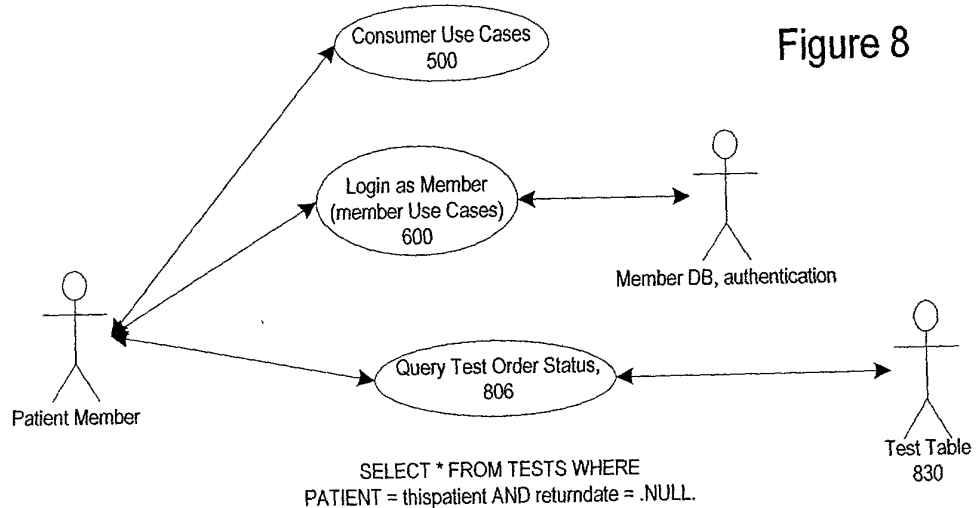 Consumer Use Cases
500
Figure 8
Login as Member
(member Use Cases)
600
Member DB, authentication
Patient Member
Query Test Order Status,
806
Test Table
830
SELECT * FROM TESTS WHERE
PATIENT = thispatient AND returndate = .NULL.